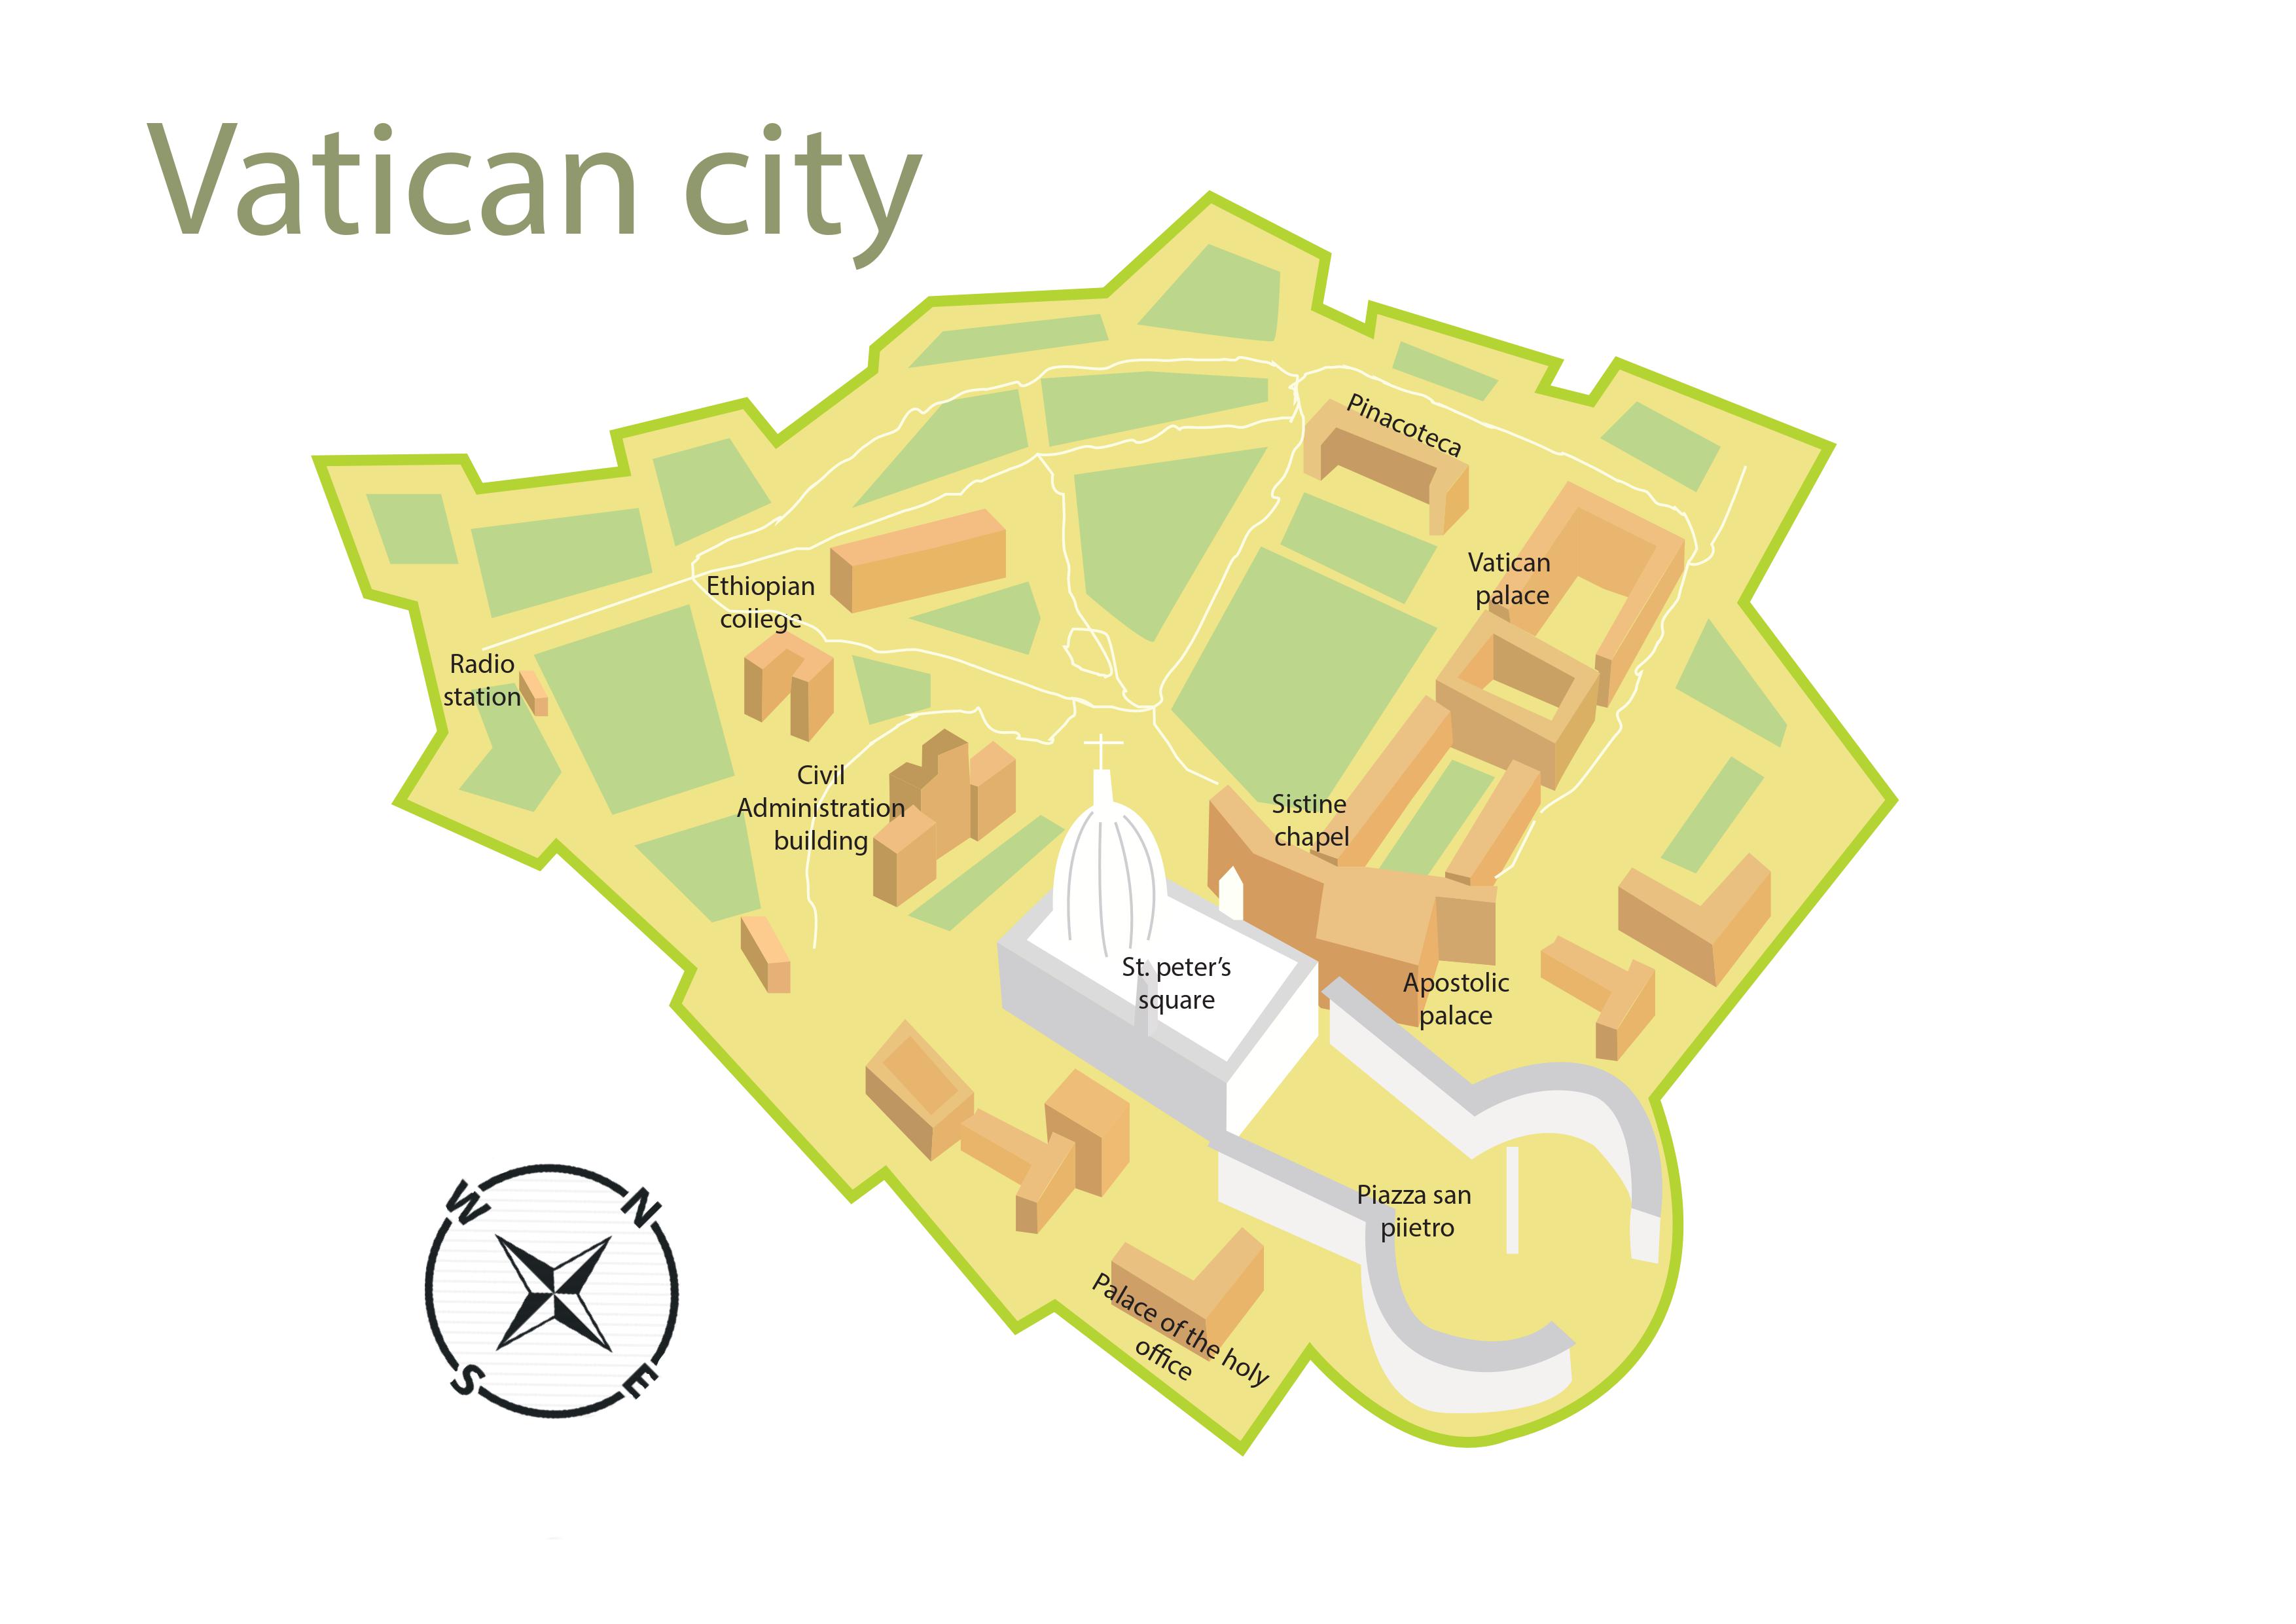 Vatican city
Pinacoteca
Vatican
palace
Ethiopian
coiiege
Radio
station
Civil
Administration
building
Sistine
chapel
St. peter's
square
Apostolic
palace
Piazza san
piietro
Palace of the holy
office
W
N
S
E